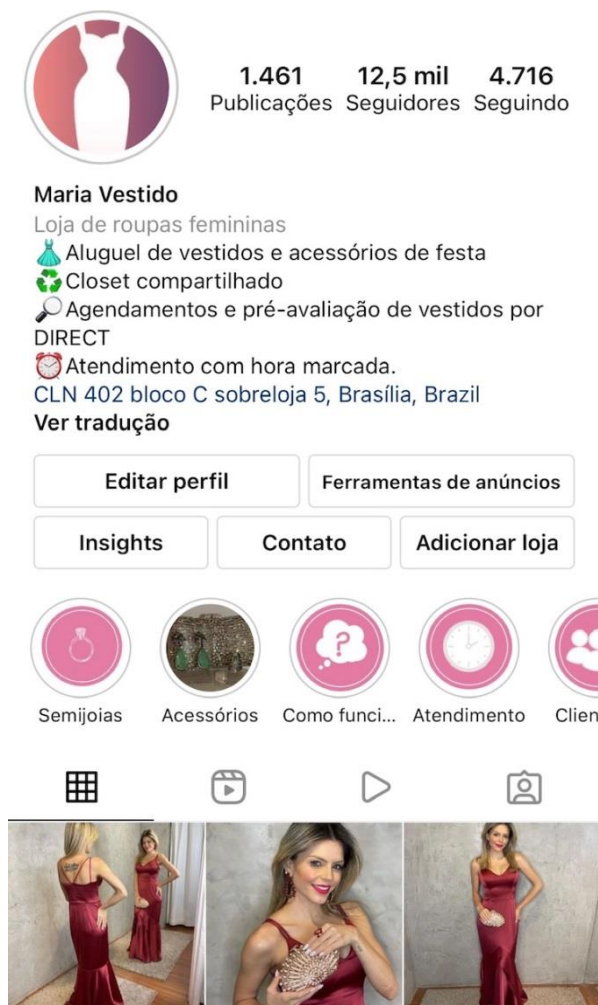 1.461 12,5 mil 4.716
Publicações Seguidores Seguindo
Maria Vestido
Loja de roupas femininas
Aluguel de vestidos e acessórios de festa
Closet compartilhado
Agendamentos e pré-avaliação de vestidos por
DIRECT
Atendimento com hora marcada.
CLN 402 bloco C sobreloja 5, Brasília, Brazil
Ver tradução
Editar perfil Ferramentas de anúncios
Insights Contato Adicionar loja
?
Semijoias Acessórios Como funci... Atendimento Clien